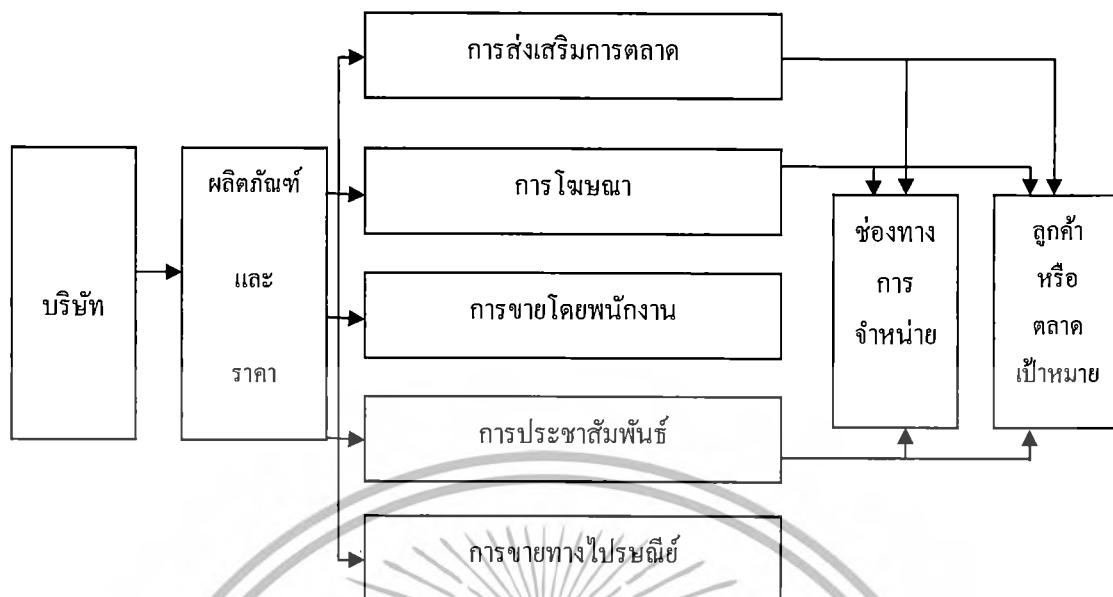 บริษัท
ผลิตภัณฑ์
และ
ราคา
การส่งเสริมการตลาด
การโฆษณา
การขายโดยพนักงาน
การประชาสัมพันธ์
การขายทางไปรษณีย์
ช่องทาง
การ
จำหน่าย
ลูกค้า
หรือ
ตลาด
เป้าหมาย